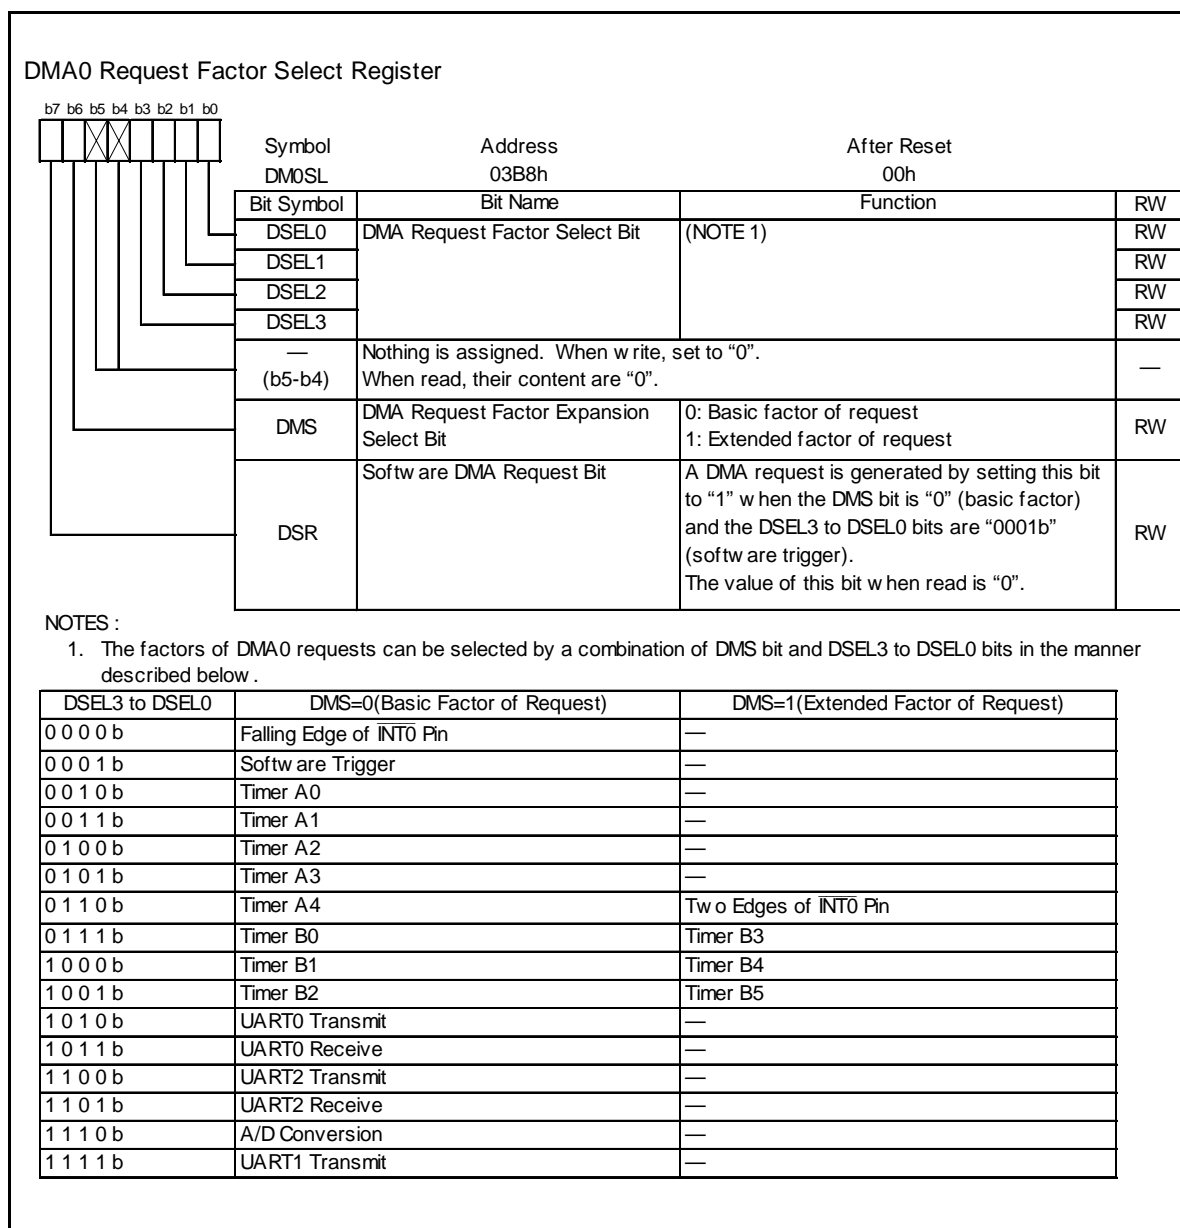 DMA0 Request Factor Select Register
b7 b6 b5 b4 b3 b2 b1 b0
Symbol Address After Reset
DM0SL 03B8h 00h
Bit Symbol Bit Name Function RW
DSEL0 DMA Request Factor Select Bit (NOTE 1) RW
DSEL1 RW
DSEL2 RW
DSEL3 RW
— Nothing is assigned. When write, set to “0”. —
(b5-b4) When read, their content are “0”.
DMS DMA Request Factor Expansion 0: Basic factor of request RW
Select Bit 1: Extended factor of request
DSR Software DMA Request Bit A DMA request is generated by setting this bit RW
to “1” when the DMS bit is “0” (basic factor)
and the DSEL3 to DSEL0 bits are “0001b”
(software trigger).
The value of this bit when read is “0”.
NOTES :
1. The factors of DMA0 requests can be selected by a combination of DMS bit and DSEL3 to DSEL0 bits in the manner
described below.
DSEL3 to DSEL0 DMS=0(Basic Factor of Request) DMS=1(Extended Factor of Request)
0 0 0 0 b Falling Edge of INT0 Pin —
0 0 0 1 b Software Trigger —
0 0 1 0 b Timer A0 —
0 0 1 1 b Timer A1 —
0 1 0 0 b Timer A2 —
0 1 0 1 b Timer A3 —
0 1 1 0 b Timer A4 Two Edges of INT0 Pin
0 1 1 1 b Timer B0 Timer B3
1 0 0 0 b Timer B1 Timer B4
1 0 0 1 b Timer B2 Timer B5
1 0 1 0 b UART0 Transmit —
1 0 1 1 b UART0 Receive —
1 1 0 0 b UART2 Transmit —
1 1 0 1 b UART2 Receive —
1 1 1 0 b A/D Conversion —
1 1 1 1 b UART1 Transmit —